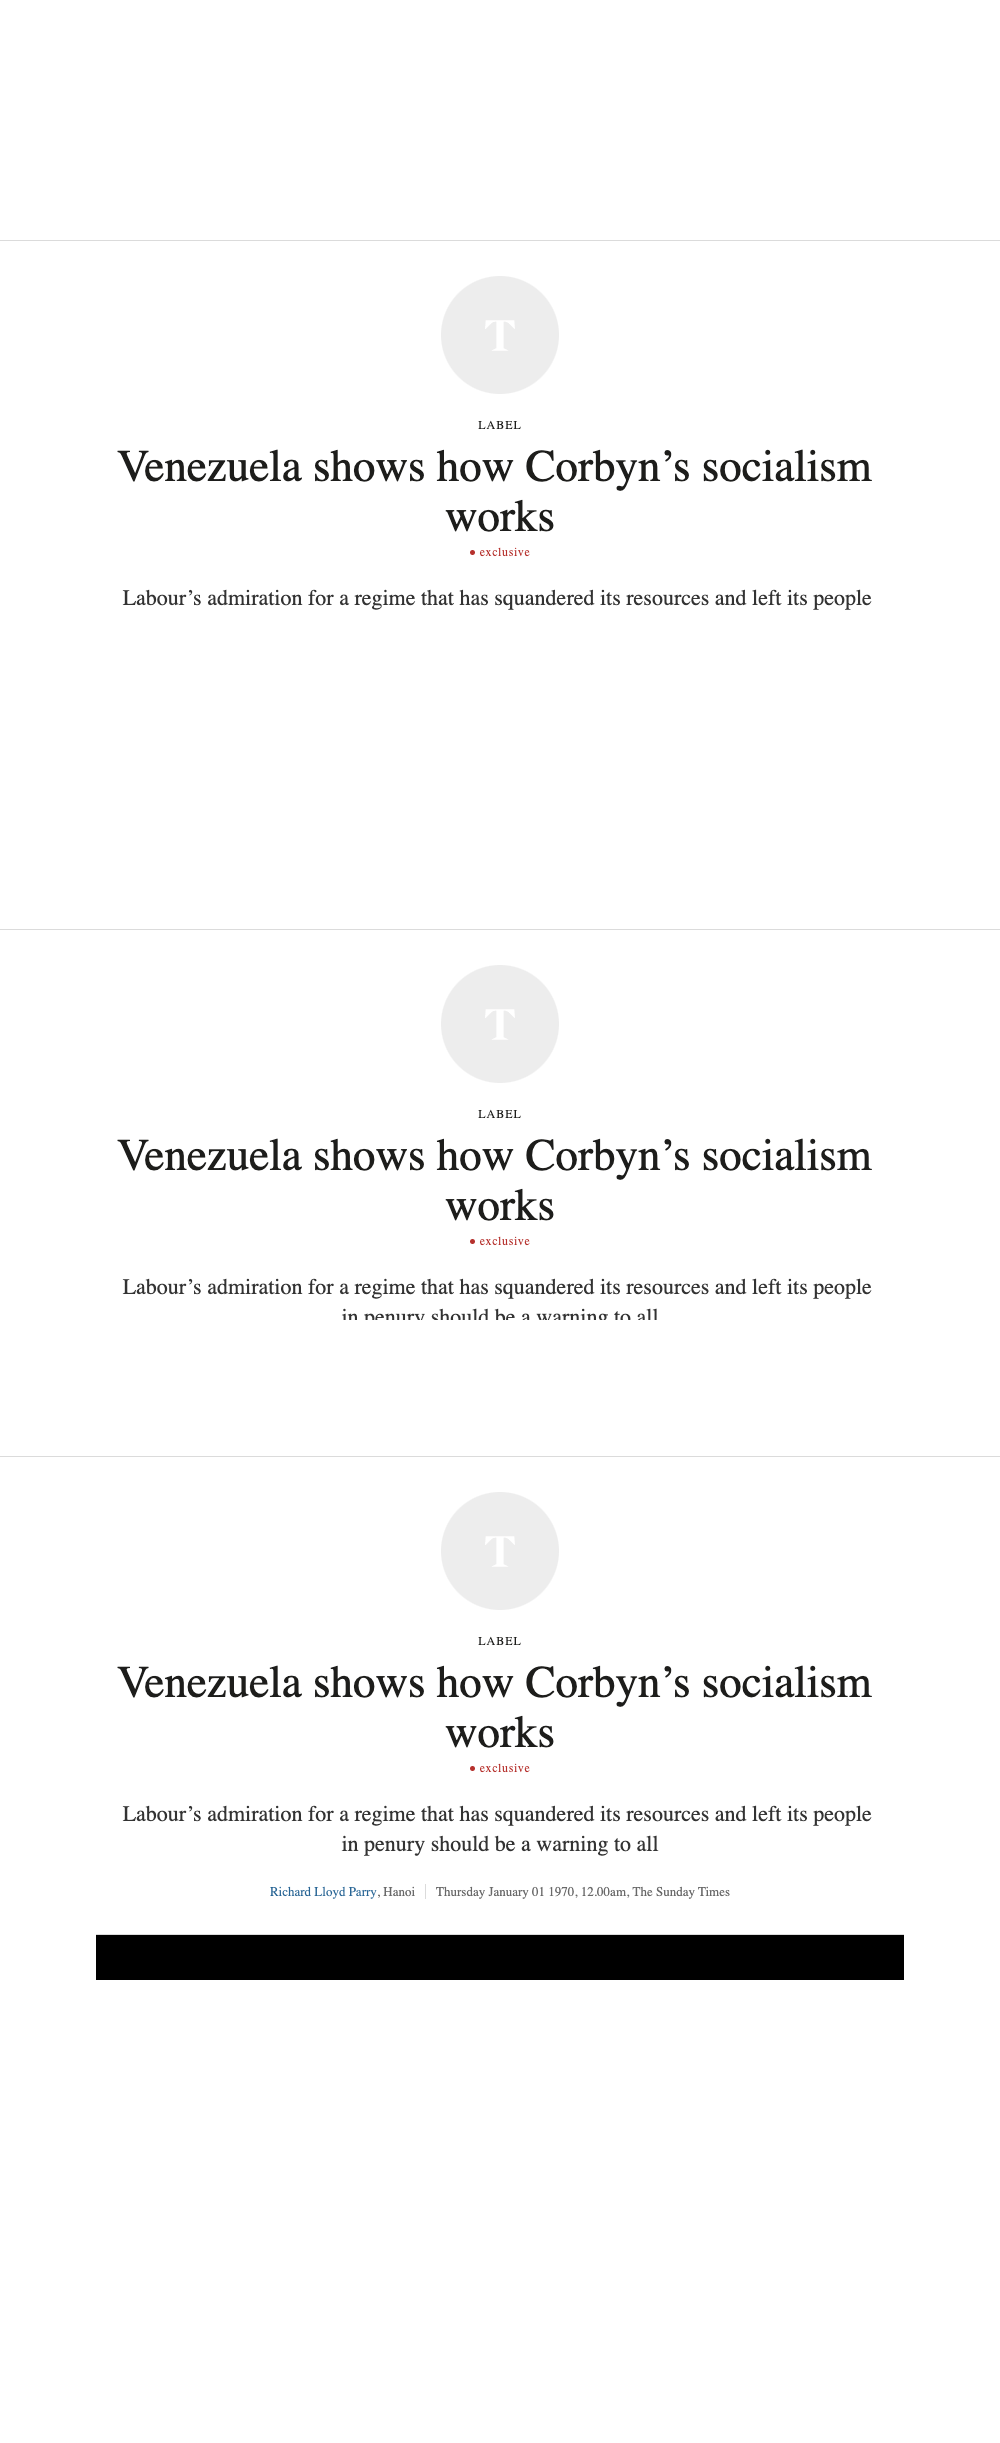 T
LABEL
Venezuela shows how Corbyn’s socialism
works
• exclusive
Labour’s admiration for a regime that has squandered its resources and left its people
T
LABEL
Venezuela shows how Corbyn’s socialism
works
• exclusive
Labour’s admiration for a regime that has squandered its resources and left its people
in penury should be a warning to all
T
LABEL
Venezuela shows how Corbyn’s socialism
works
• exclusive
Labour’s admiration for a regime that has squandered its resources and left its people
in penury should be a warning to all
Richard Lloyd Parry, Hanoi | Thursday January 01 1970, 12.00am, The Sunday Times